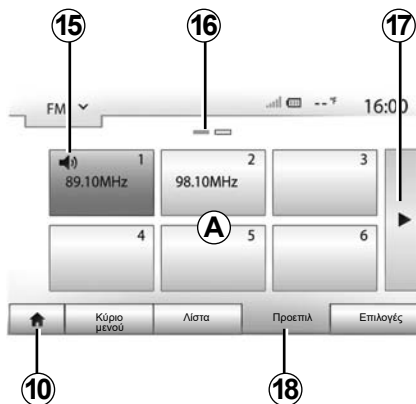 15
16
17
FM
--°F
16:00
1
89.10MHz
2
98.10MHz
3
A
4
5
6
Κύριο
μενού
Λίστα
Προεπιλ
Επιλογές
10
18